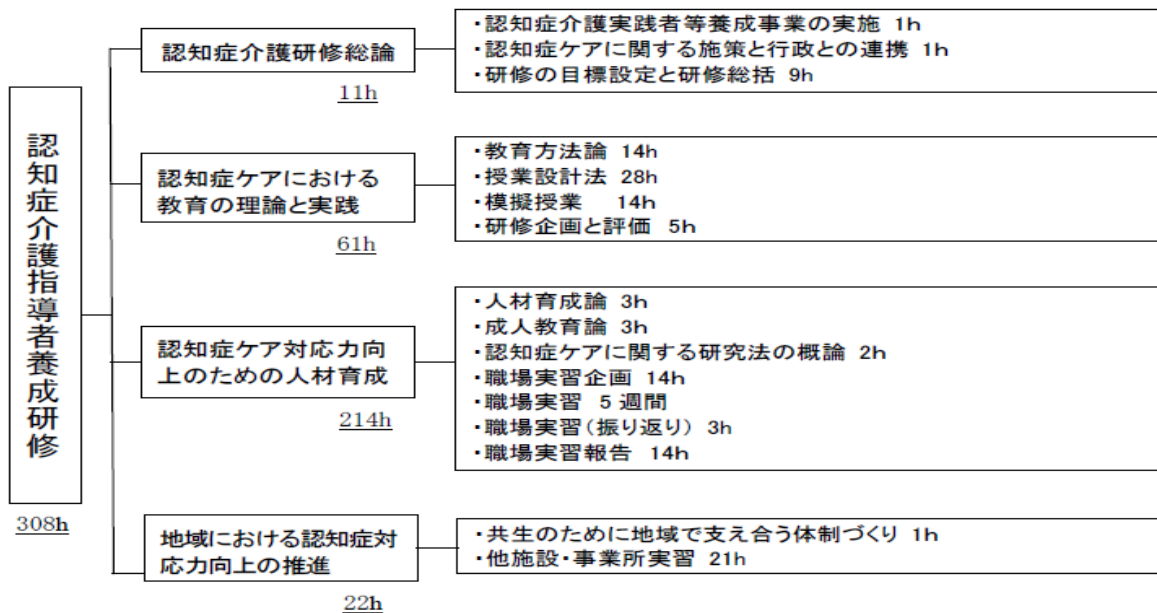 認知症介護指導者養成研修
308h
認知症介護研修総論
11h
・認知症介護実践者等養成事業の実施 1h
・認知症ケアに関する施策と行政との連携 1h
・研修の目標設定と研修総括 9h
認知症ケアにおける
教育の理論と実践
61h
・教育方法論 14h
・授業設計法 28h
・模擬授業 14h
・研修企画と評価 5h
認知症ケア対応力向
上のための人材育成
214h
・人材育成論 3h
・成人教育論 3h
・認知症ケアに関する研究法の概論 2h
・職場実習企画 14h
・職場実習 5週間
・職場実習(振り返り) 3h
・職場実習報告 14h
地域における認知症対
応力向上の推進
22h
・共生のために地域で支え合う体制づくり 1h
・他施設・事業所実習 21h